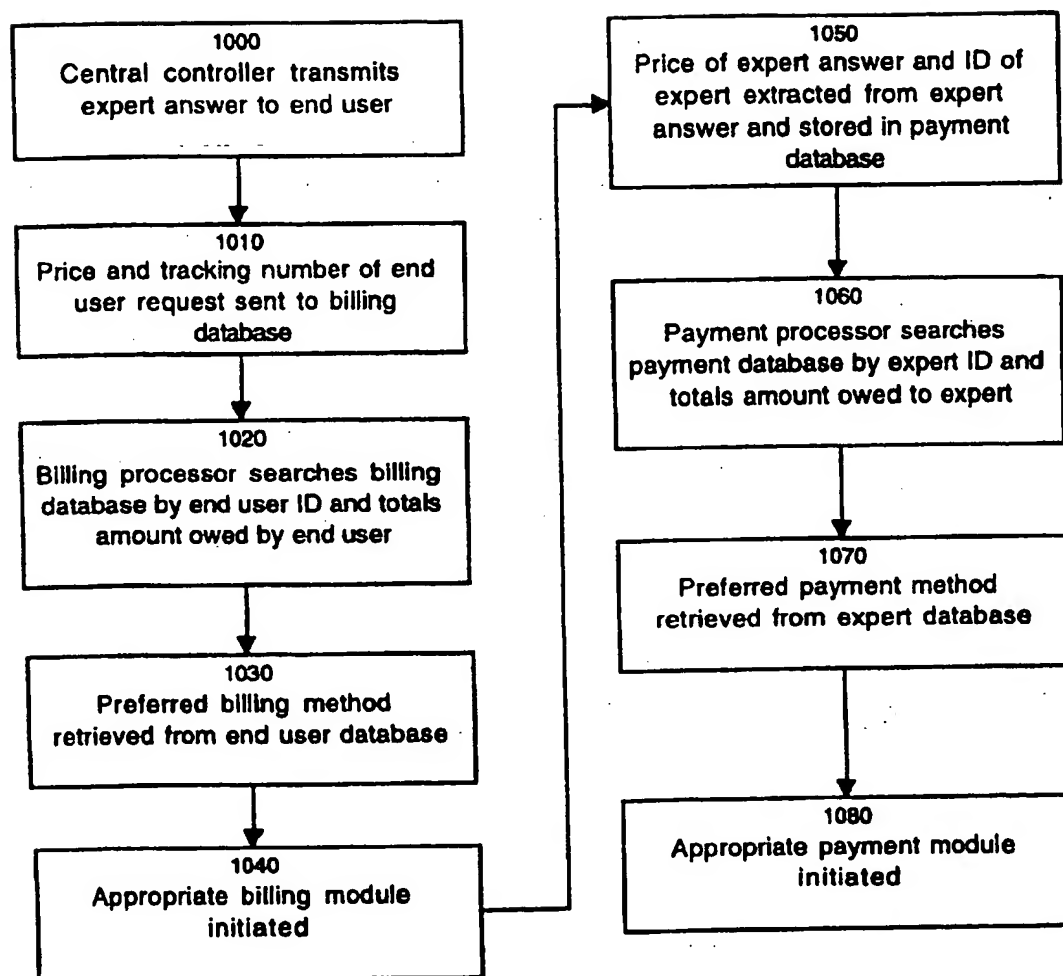 1000
Central controller transmits
expert answer to end user
1010
Price and tracking number of end
user request sent to billing
database
1020
Billing processor searches billing
database by end user ID and totals
amount owed by end user
1030
Preferred billing method
retrieved from end user database
1040
Appropriate billing module
initiated
1050
Price of expert answer and ID of
expert extracted from expert
answer and stored in payment
database
1060
Payment processor searches
payment database by expert ID and
totals amount owed to expert
1070
Preferred payment method
retrieved from expert database
1080
Appropriate payment module
initiated